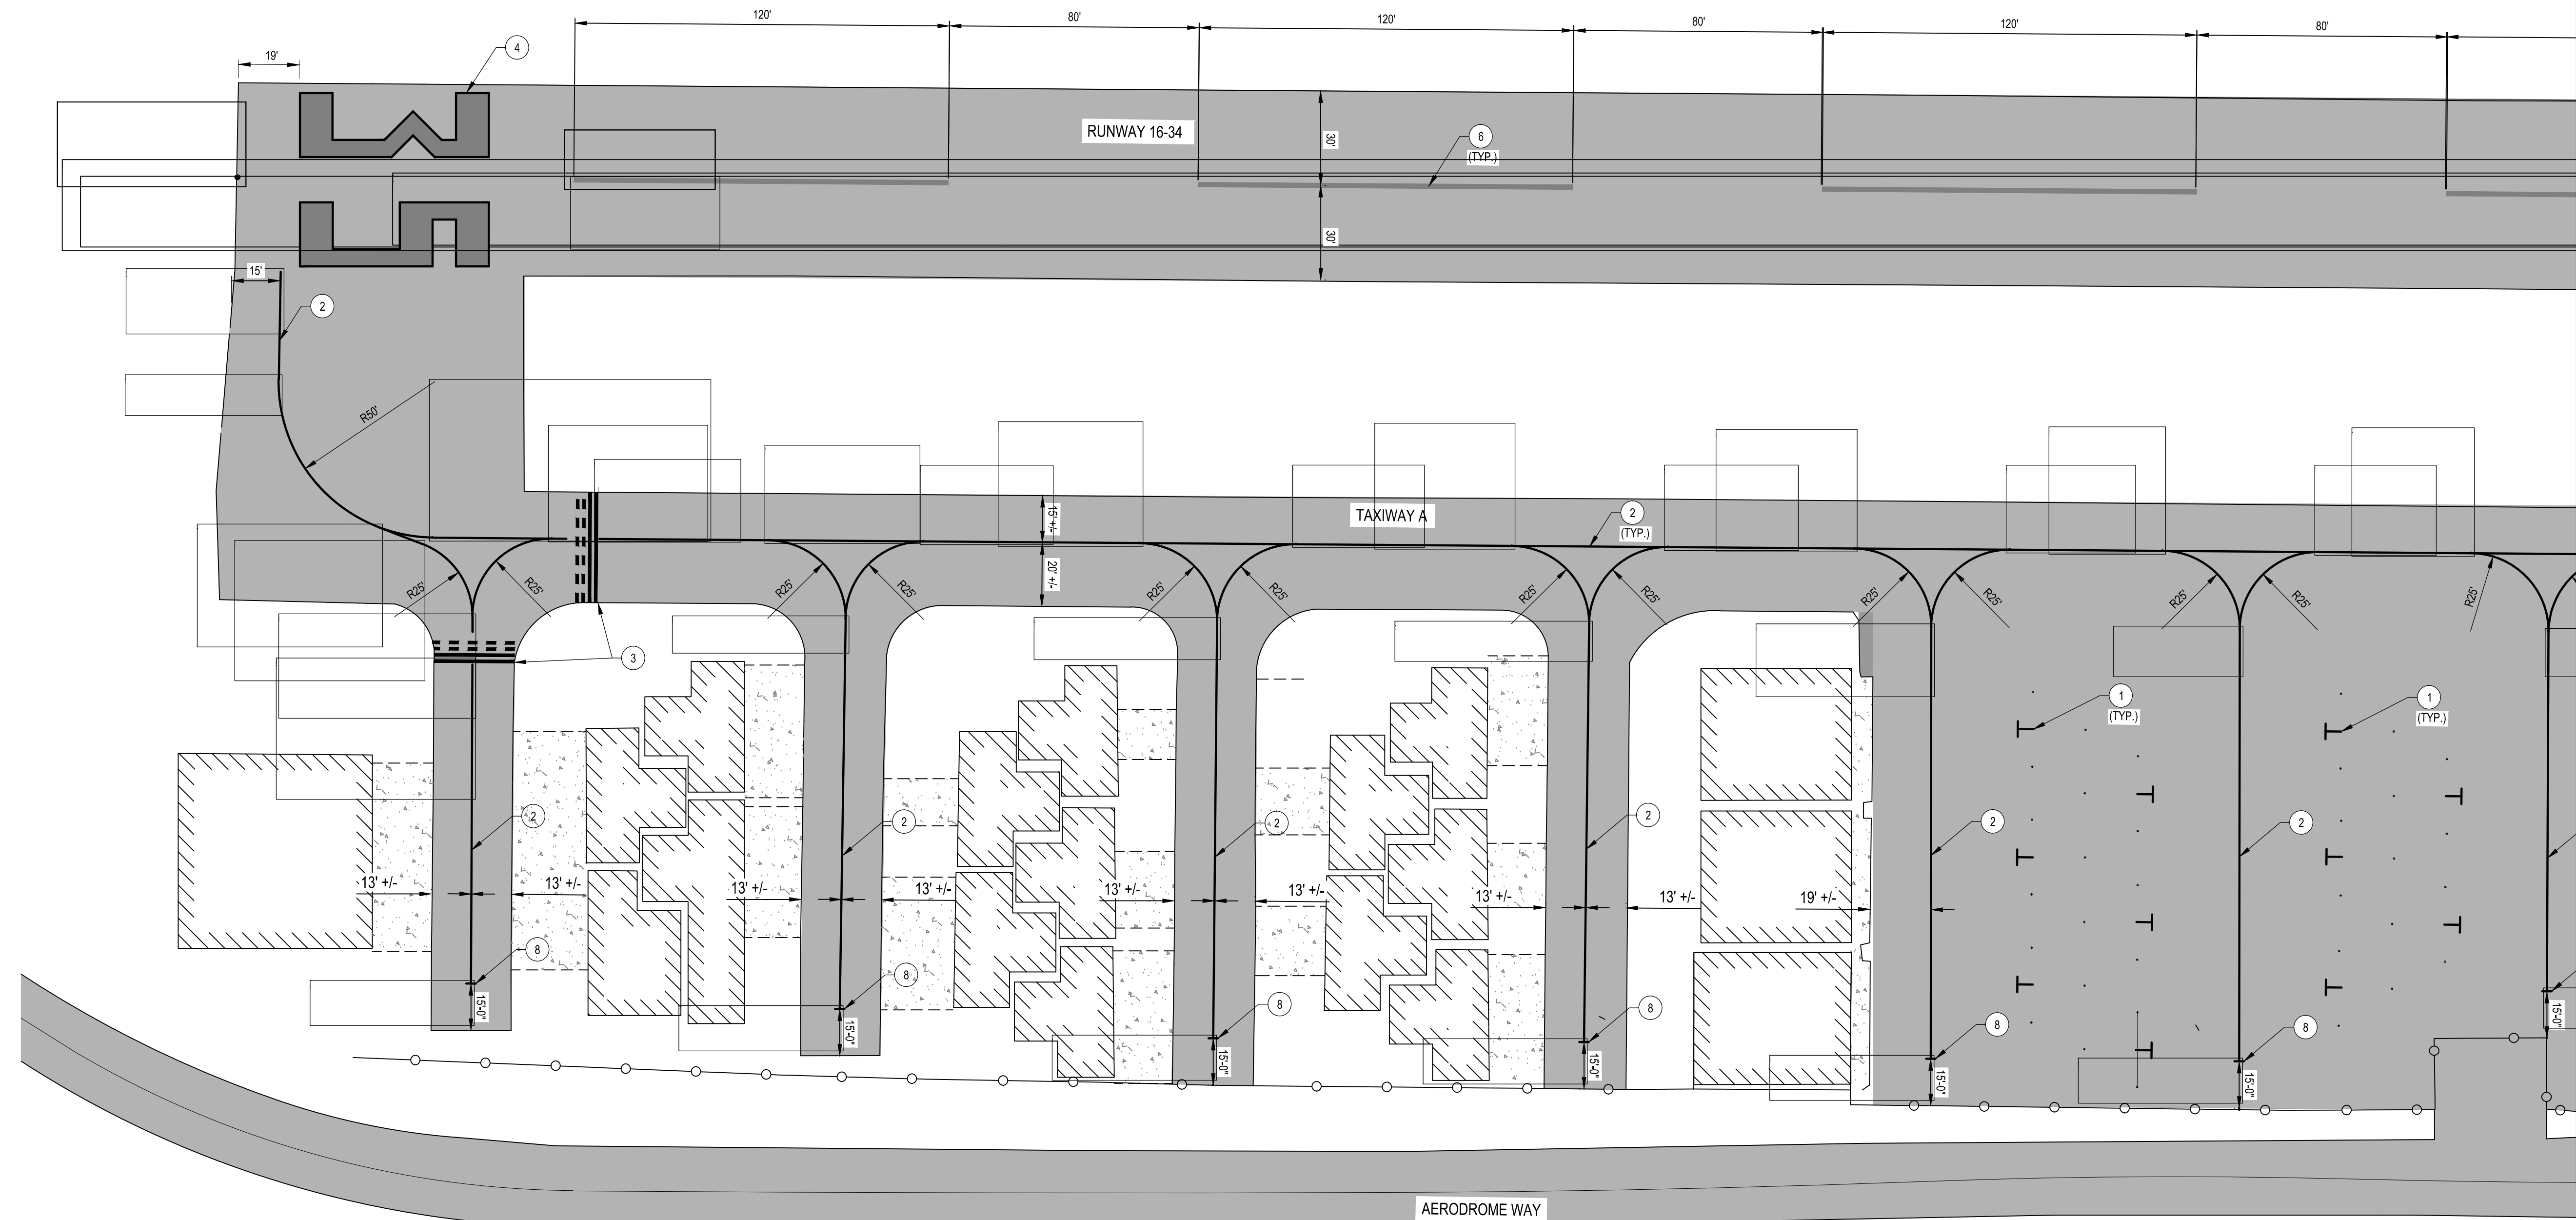 120'
80'
120'
80'
120'
80'
19'
4
RUNWAY 16-34
30'
6
(TYP.)
30'
16
15'
2
R50'
15' +/-
TAXIWAY A
2
(TYP.)
20' +/-
R25'
R25'
R25'
R25'
R25'
R25'
R25'
R25'
R25'
R25'
R25'
R25'
R25'
3
1
(TYP.)
1
(TYP.)
2
2
2
2
2
2
13' +/-
13' +/-
13' +/-
13' +/-
13' +/-
13' +/-
13' +/-
13' +/-
19' +/-
8
8
8
8
8
8
15'-0"
15'-0"
15'-0"
15'-0"
15'-0"
15'-0"
15'-0"
AERODROME WAY